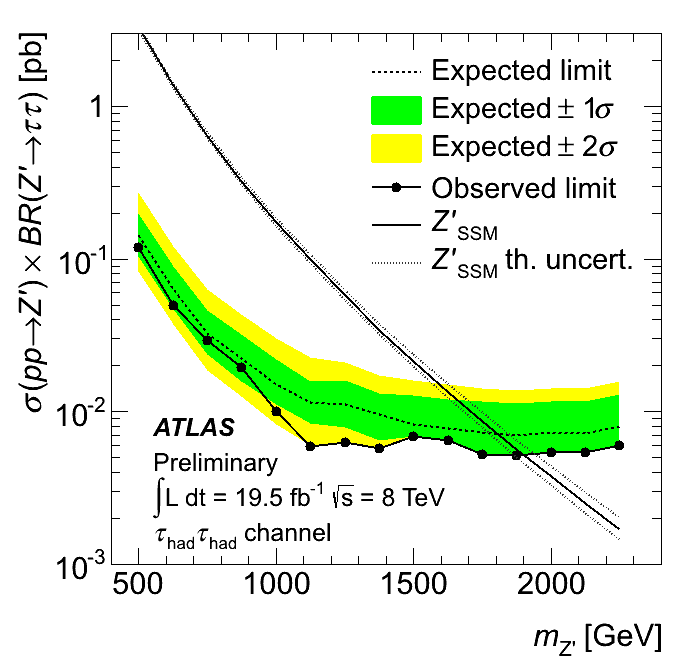 σ(pp→Z′) × BR(Z′→ττ) [pb]
1
10⁻¹
10⁻²
10⁻³
Expected limit
Expected ± 1σ
Expected ± 2σ
Observed limit
Z′SSM
Z′SSM th. uncert.
ATLAS
Preliminary
∫L dt = 19.5 fb⁻¹ √s = 8 TeV
τhadτhad channel
500 1000 1500 2000
mZ' [GeV]